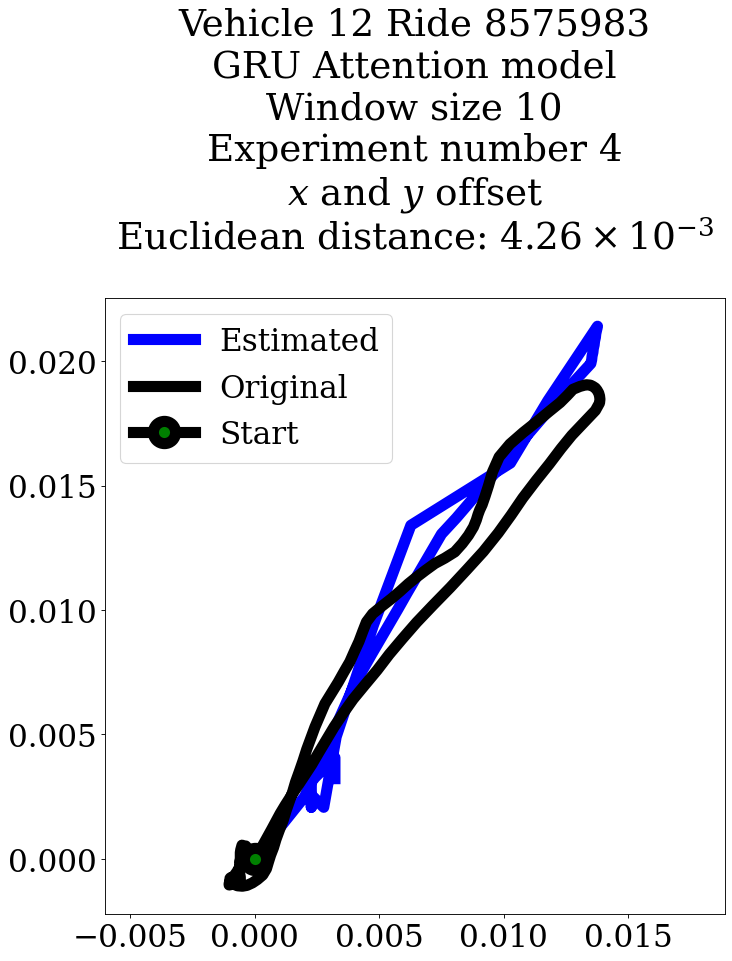 Vehicle 12 Ride 8575983
GRU Attention model
Window size 10
Experiment number 4
x and y offset
Euclidean distance: 4.26 × 10⁻³
Estimated
Original
Start
0.020
0.015
0.010
0.005
0.000
−0.005 0.000 0.005 0.010 0.015